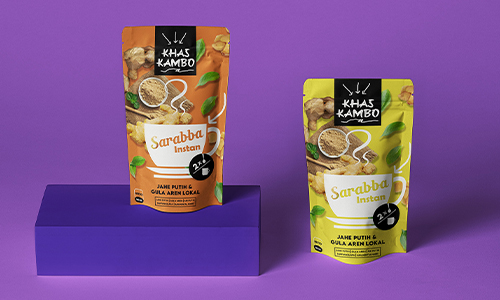 KHAS
KAMBO
Sarabba
Instan
JAHE PUTIH &
GULA AREN LOKAL
KHAS
KAMBO
Sarabba
Instan
JAHE PUTIH &
GULA AREN LOKAL